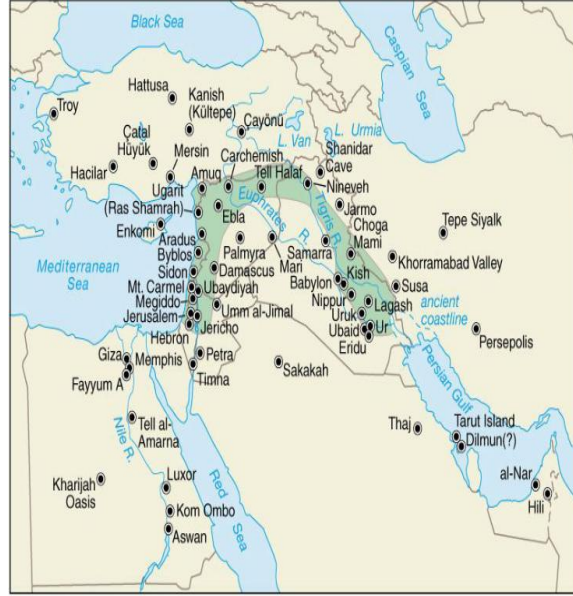 Black Sea
Caspian
Sea
Hattusa
Troy
Kanish
(Kültepe)
Çayönü
L. Van
L. Urmia
Çatal
Hüyük
Mersin
Hacilar
Amuq
Carchemish
Tell Halaf
Shanidar
Cave
Nineveh
Ugarit
(Ras Shamrah)
Euphrates
R.
Tigris R.
Jarmo
Ebla
Choga
Mami
Tepe Siyalk
Enkomi
Aradus
Palmyra
Mari
Samarra
Khorramabad Valley
Byblos
Mediterranean
Sea
Sidon
Damascus
Kish
Babylon
Susa
Mt. Carmel
Ubaydiyah
Nippur
Lagash
ancient
coastline
Megiddo
Umm al-Jimal
Uruk
Jerusalem
Jericho
Ubaid
Ur
Hebron
Eridu
Persepolis
Giza
Memphis
Petra
Fayyum A
Timna
Sakakah
Persian Gulf
Nile R.
Tell al-
Amarna
Thaj
Tarut Island
Dilmun(?)
Kharijah
Oasis
Luxor
Red
Sea
al-Nar
Hili
Kom Ombo
Aswan